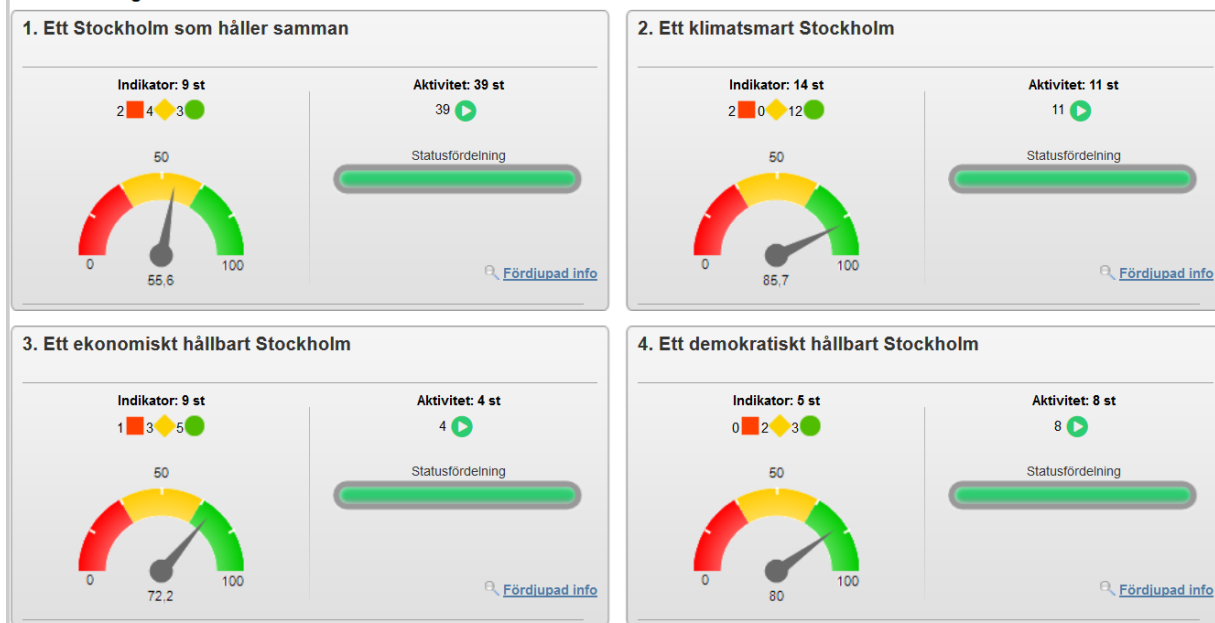 1. Ett Stockholm som håller samman
Indikator: 9 st
2 4 3
50
0
100
55,6
Aktivitet: 39 st
39
Statusfördelning
Fördjupad info
2. Ett klimatsmart Stockholm
Indikator: 14 st
2 0 12
50
0
100
85,7
Aktivitet: 11 st
11
Statusfördelning
Fördjupad info
3. Ett ekonomiskt hållbart Stockholm
Indikator: 9 st
1 3 5
50
0
100
72,2
Aktivitet: 4 st
4
Statusfördelning
Fördjupad info
4. Ett demokratiskt hållbart Stockholm
Indikator: 5 st
0 2 3
50
0
100
80
Aktivitet: 8 st
8
Statusfördelning
Fördjupad info